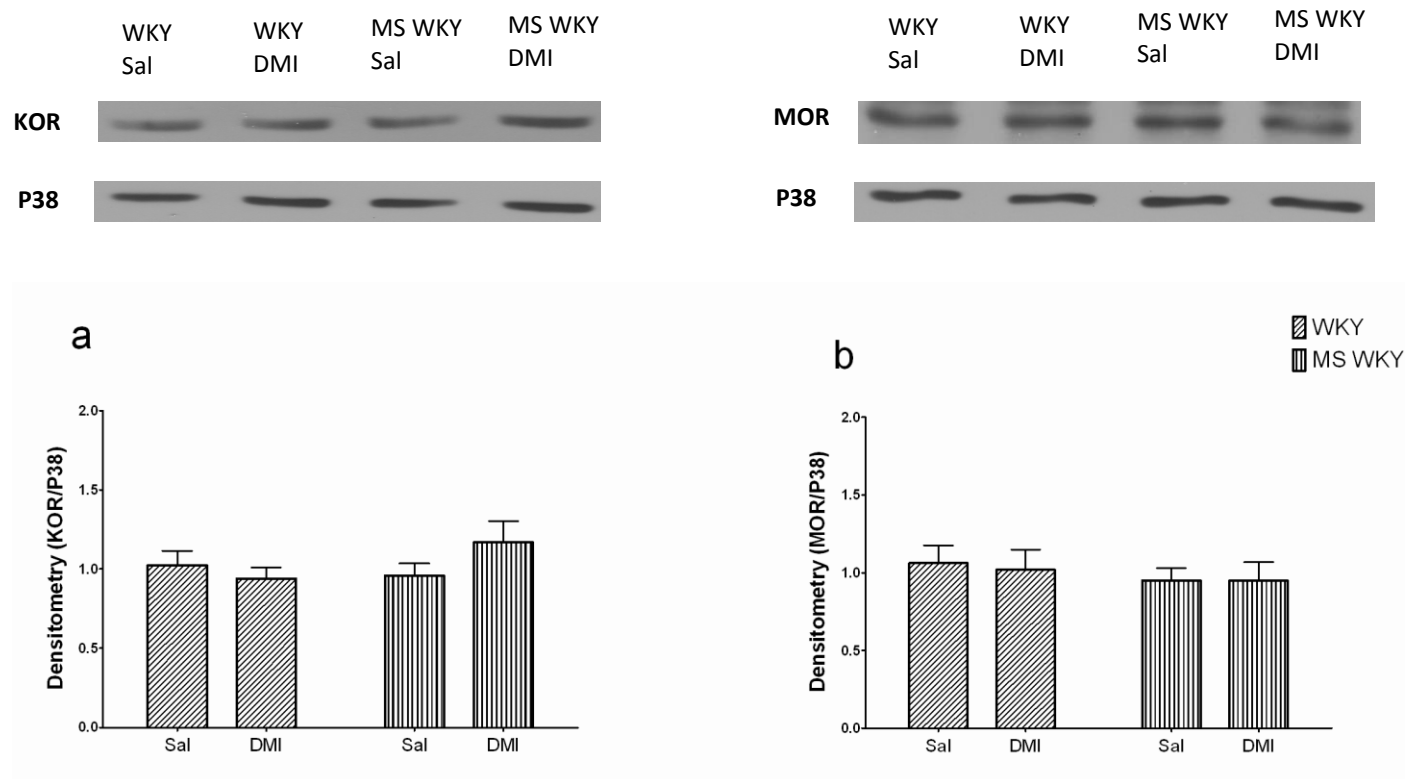 WKY
Sal
WKY
DMI
MS WKY
Sal
MS WKY
DMI
KOR
P38
WKY
Sal
WKY
DMI
MS WKY
Sal
MS WKY
DMI
MOR
P38
a
Densitometry (KOR/P38)
2.0
1.5
1.0
0.5
0.0
Sal
DMI
Sal
DMI
b
WKY
MS WKY
Densitometry (MOR/P38)
2.0
1.5
1.0
0.5
0.0
Sal
DMI
Sal
DMI